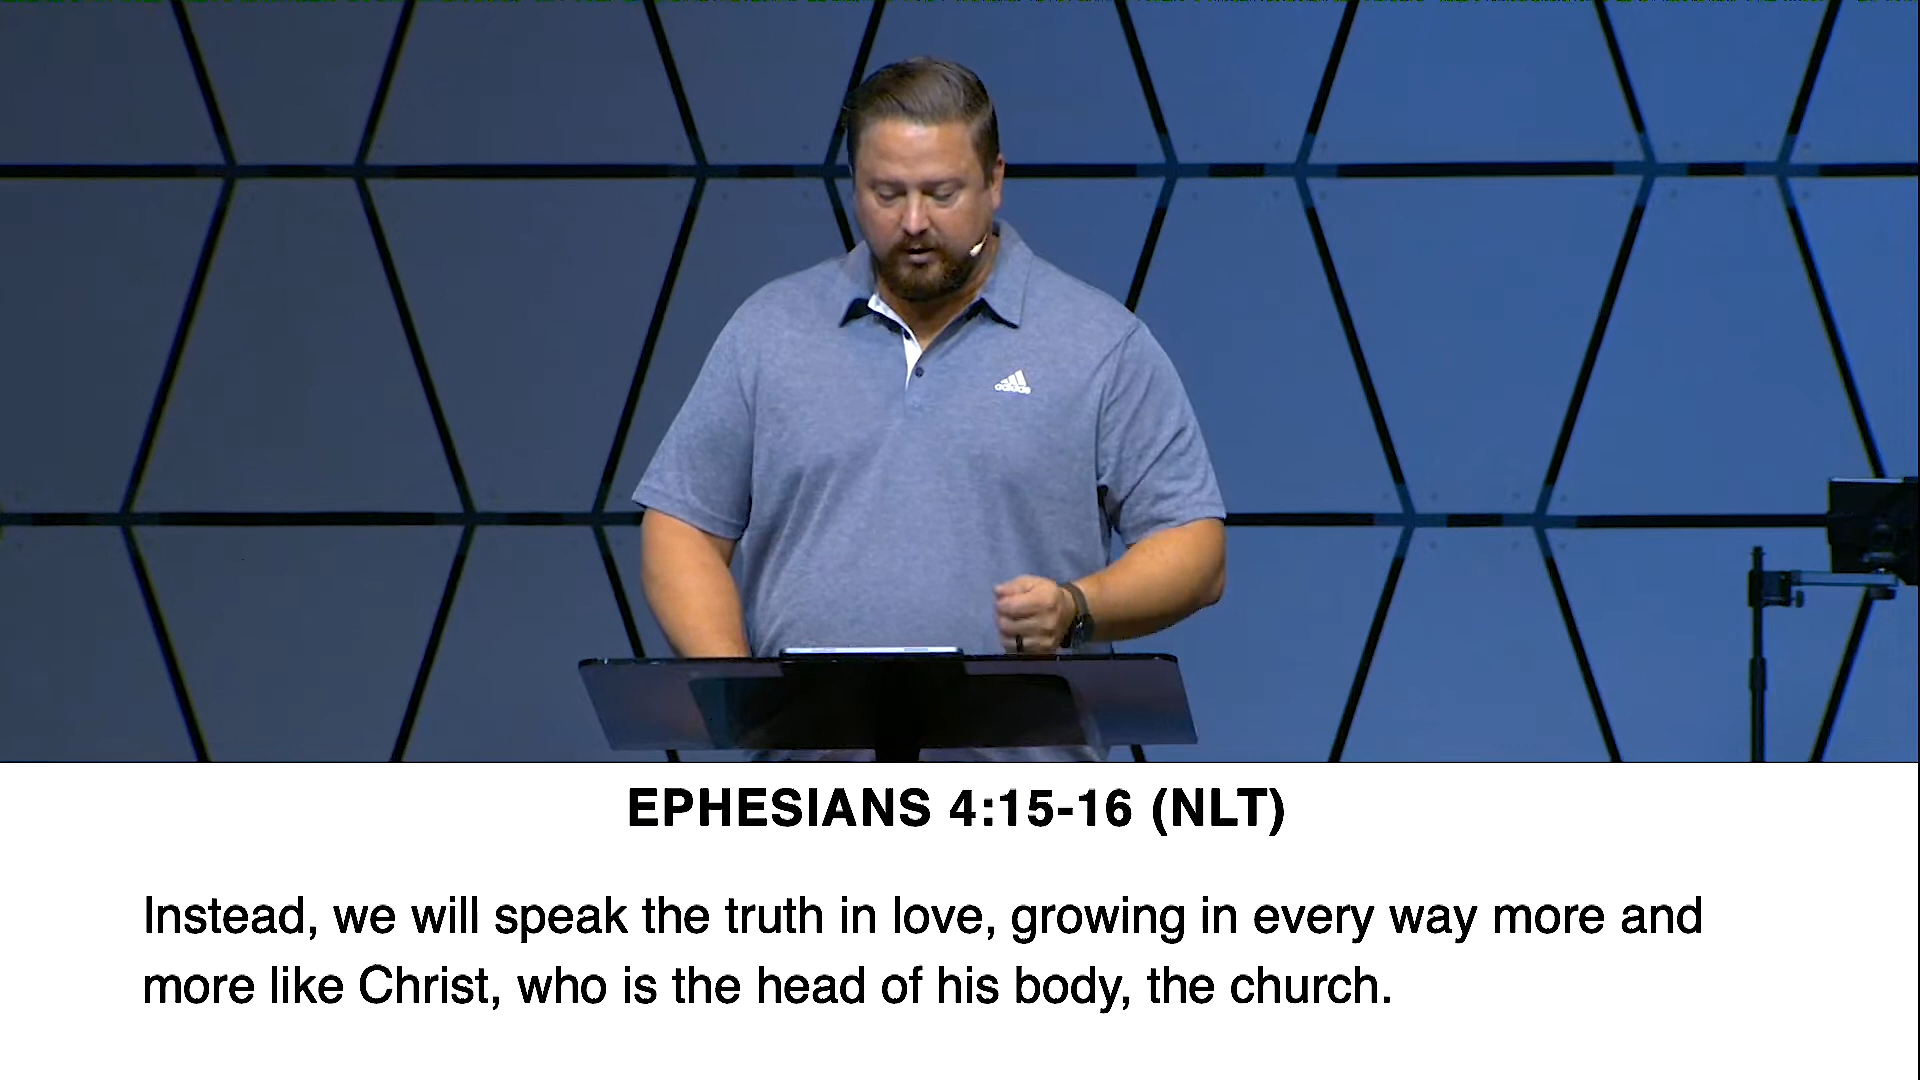 adidas
EPHESIANS 4:15-16 (NLT)
Instead, we will speak the truth in love, growing in every way more and
more like Christ, who is the head of his body, the church.